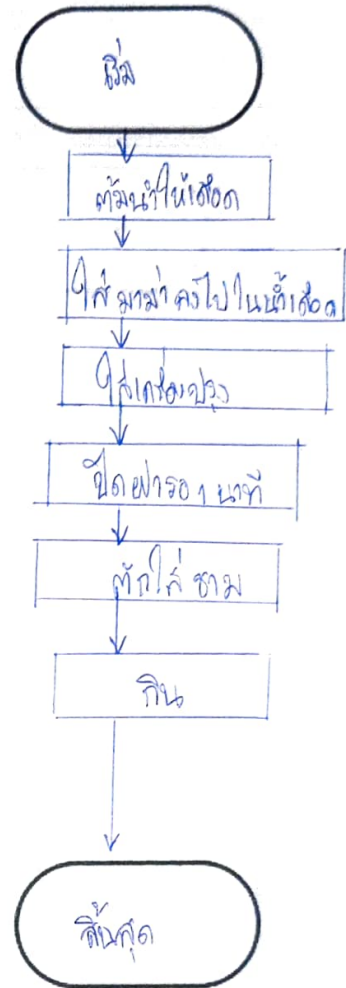 เริ่ม
ต้มน้ำให้เดือด
ใส่มาม่าลงไปในน้ำเดือด
ใส่เครื่องปรุง
ปิดฝารอ 1 นาที
ตักใส่ชาม
กิน
สิ้นสุด